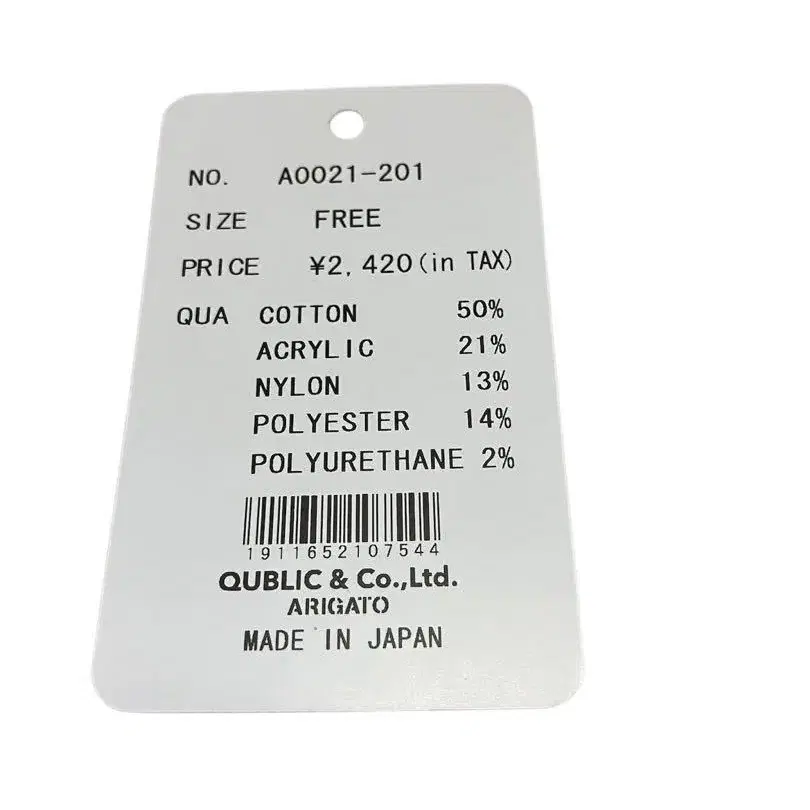 NO. A0021-201
SIZE FREE
PRICE ¥2,420(in TAX)
QUA COTTON 50%
ACRYLIC 21%
NYLON 13%
POLYESTER 14%
POLYURETHANE 2%
1911652107544
QUBLIC & Co.,Ltd.
ARIGATO
MADE IN JAPAN